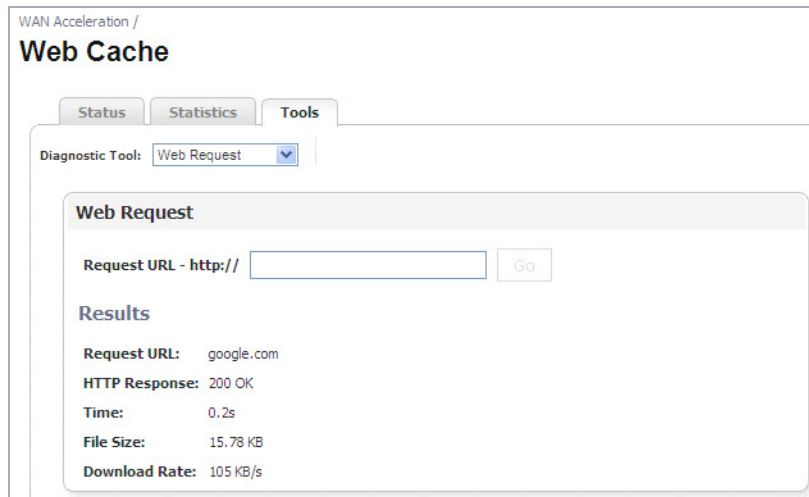 WAN Acceleration /
Web Cache
Status Statistics Tools
Diagnostic Tool: Web Request
Web Request
Request URL - http:// Go
Results
Request URL: google.com
HTTP Response: 200 OK
Time: 0.2s
File Size: 15.78 KB
Download Rate: 105 KB/s